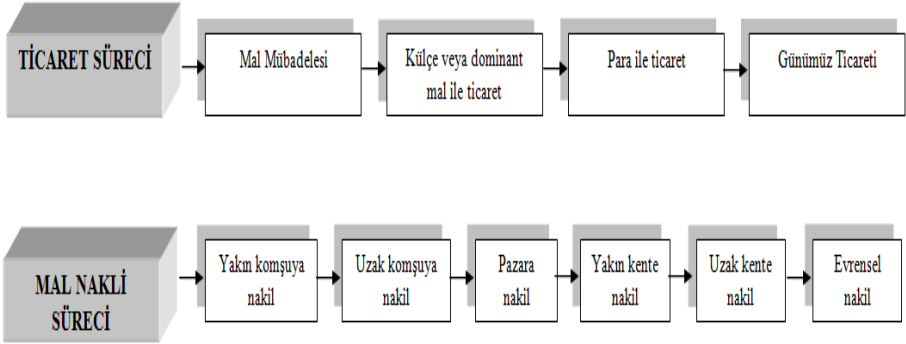 TİCARET SÜRECİ
Mal Mübadelesi
Külçe veya dominant
mal ile ticaret
Para ile ticaret
Günümüz Ticareti
MAL NAKLİ
SÜRECİ
Yakın komşuya
nakil
Uzak komşuya
nakil
Pazara
nakil
Yakın kente
nakil
Uzak kente
nakil
Evrensel
nakil